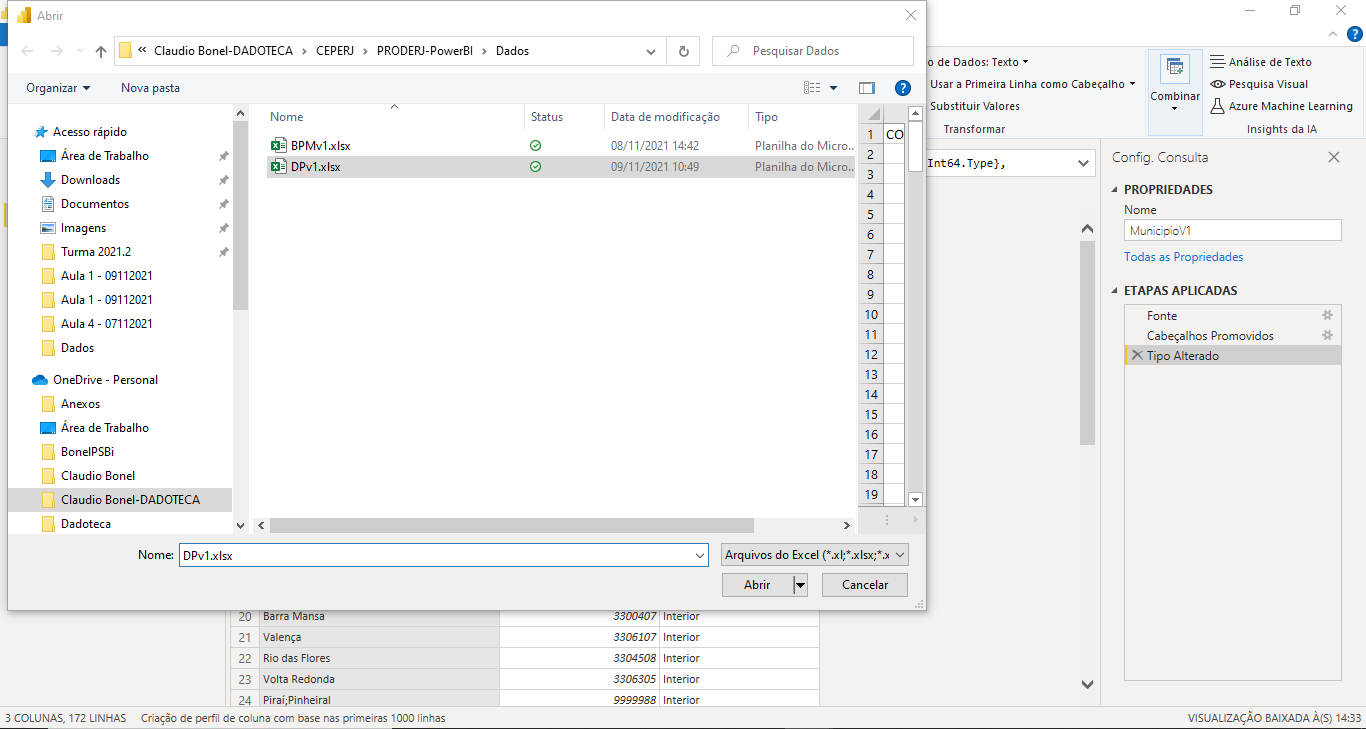 Abrir
« Claudio Bonel-DADOTECA > CEPERJ > PRODERJ-PowerBI > Dados
Pesquisar Dados
Organizar
Nova pasta
Acesso rápido
Área de Trabalho
Downloads
Documentos
Imagens
Turma 2021.2
Aula 1 - 09112021
Aula 1 - 09112021
Aula 4 - 07112021
Dados
OneDrive - Personal
Anexos
Área de Trabalho
BonelPSBi
Claudio Bonel
Claudio Bonel-DADOTECA
Dadoteca
Nome Status Data de modificação Tipo
BPMv1.xlsx 08/11/2021 14:42 Planilha do Micro...
DPv1.xlsx 09/11/2021 10:49 Planilha do Micro...
1 CO
2
3
4
5
6
7
8
9
10
11
12
13
14
15
16
17
18
19
Nome: DPv1.xlsx
Arquivos do Excel (*.xl;*.xlsx;*.x
Abrir
Cancelar
o de Dados: Texto
Usar a Primeira Linha como Cabeçalho
Substituir Valores
Transformar
Combinar
Análise de Texto
Pesquisa Visual
Azure Machine Learning
Insights da IA
Int64.Type},
Config. Consulta
PROPRIEDADES
Nome
MunicipioV1
Todas as Propriedades
ETAPAS APLICADAS
Fonte
Cabeçalhos Promovidos
Tipo Alterado
20 Barra Mansa 3300407 Interior
21 Valença 3306107 Interior
22 Rio das Flores 3304508 Interior
23 Volta Redonda 3306305 Interior
24 Piraí;Pinheiral 9999988 Interior
3 COLUNAS, 172 LINHAS
Criação de perfil de coluna com base nas primeiras 1000 linhas
VISUALIZAÇÃO BAIXADA À(S) 14:33